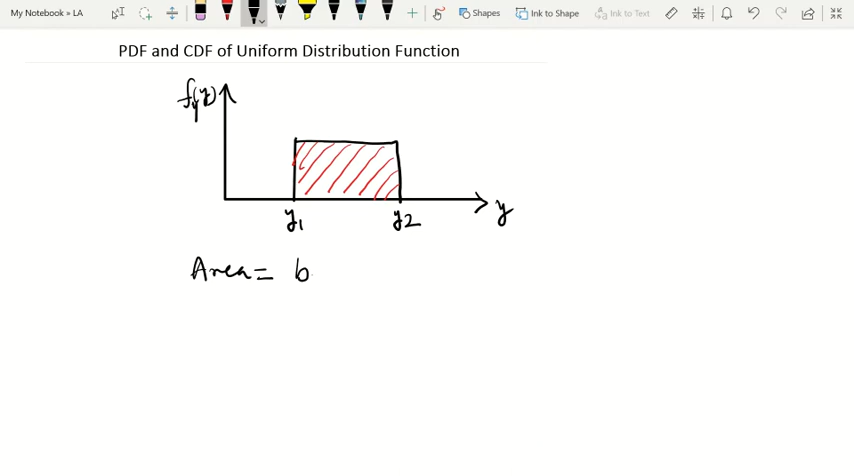 My Notebook » LA
Shapes
Ink to Shape
Ink to Text
PDF and CDF of Uniform Distribution Function
fy(y)
y1 y2 y
Area = b